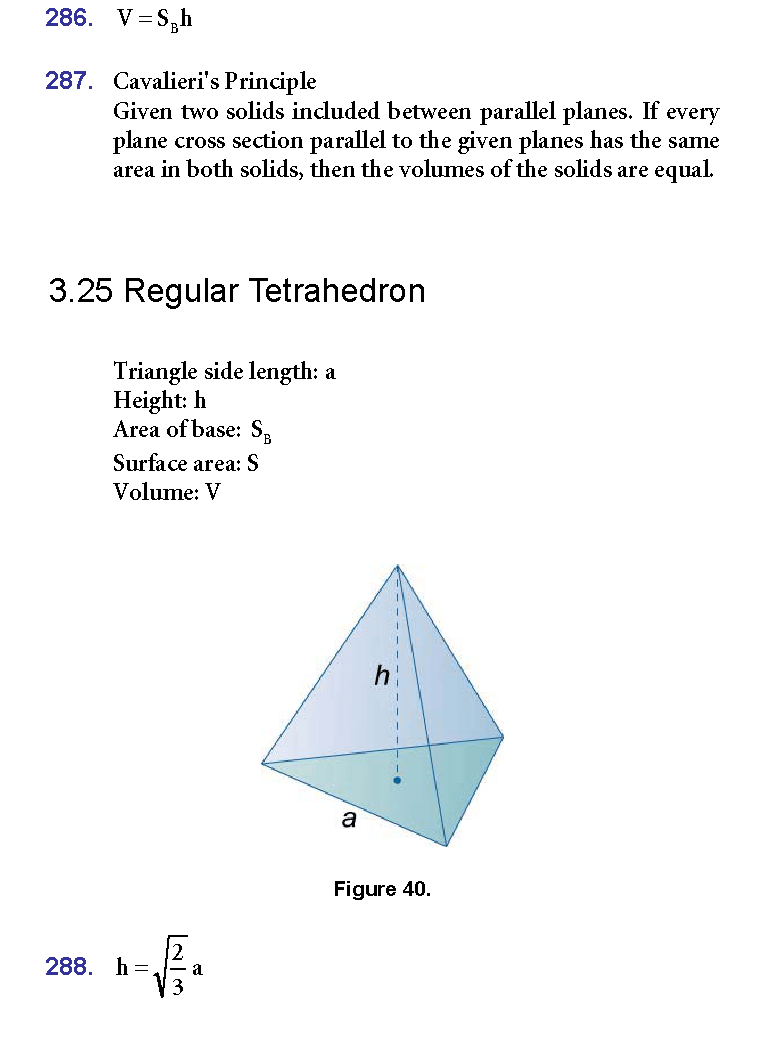 286. V = S_B h
287. Cavalieri's Principle
Given two solids included between parallel planes. If every
plane cross section parallel to the given planes has the same
area in both solids, then the volumes of the solids are equal.
3.25 Regular Tetrahedron
Triangle side length: a
Height: h
Area of base: S_B
Surface area: S
Volume: V
h
a
Figure 40.
288. h = √(2/3) a